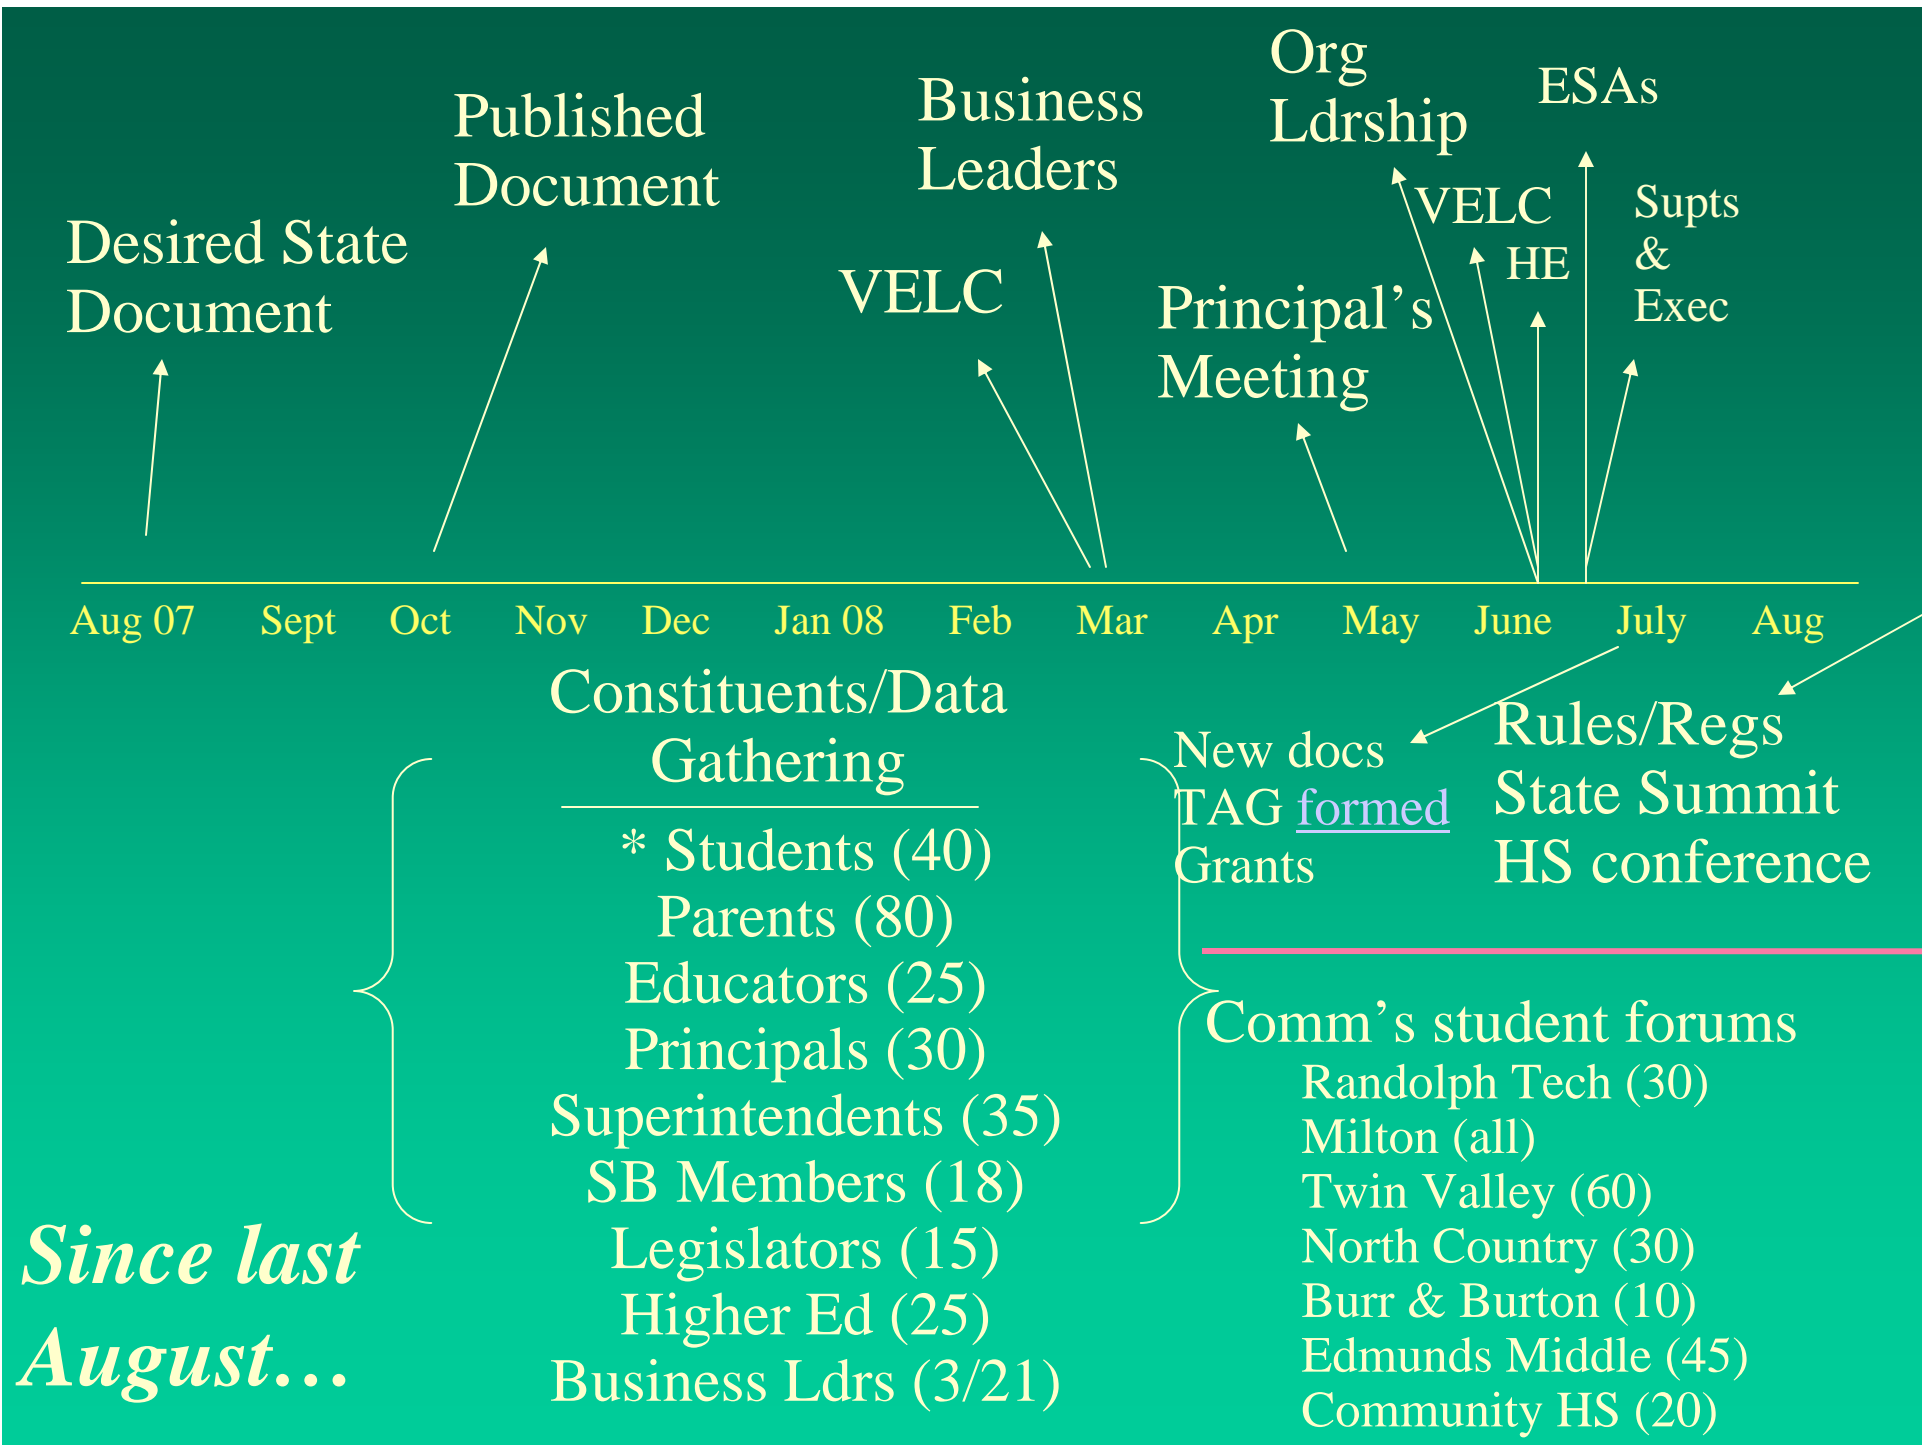 Desired State
Document
Published
Document
VELC
Business
Leaders
Principal’s
Meeting
Org
Ldrship
VELC
HE
ESAs
Supts
&
Exec
Aug 07 Sept Oct Nov Dec Jan 08 Feb Mar Apr May June July Aug
Constituents/Data
Gathering
* Students (40)
Parents (80)
Educators (25)
Principals (30)
Superintendents (35)
SB Members (18)
Legislators (15)
Higher Ed (25)
Business Ldrs (3/21)
New docs
TAG formed
Grants
Rules/Regs
State Summit
HS conference
Comm’s student forums
Randolph Tech (30)
Milton (all)
Twin Valley (60)
North Country (30)
Burr & Burton (10)
Edmunds Middle (45)
Community HS (20)
Since last
August…